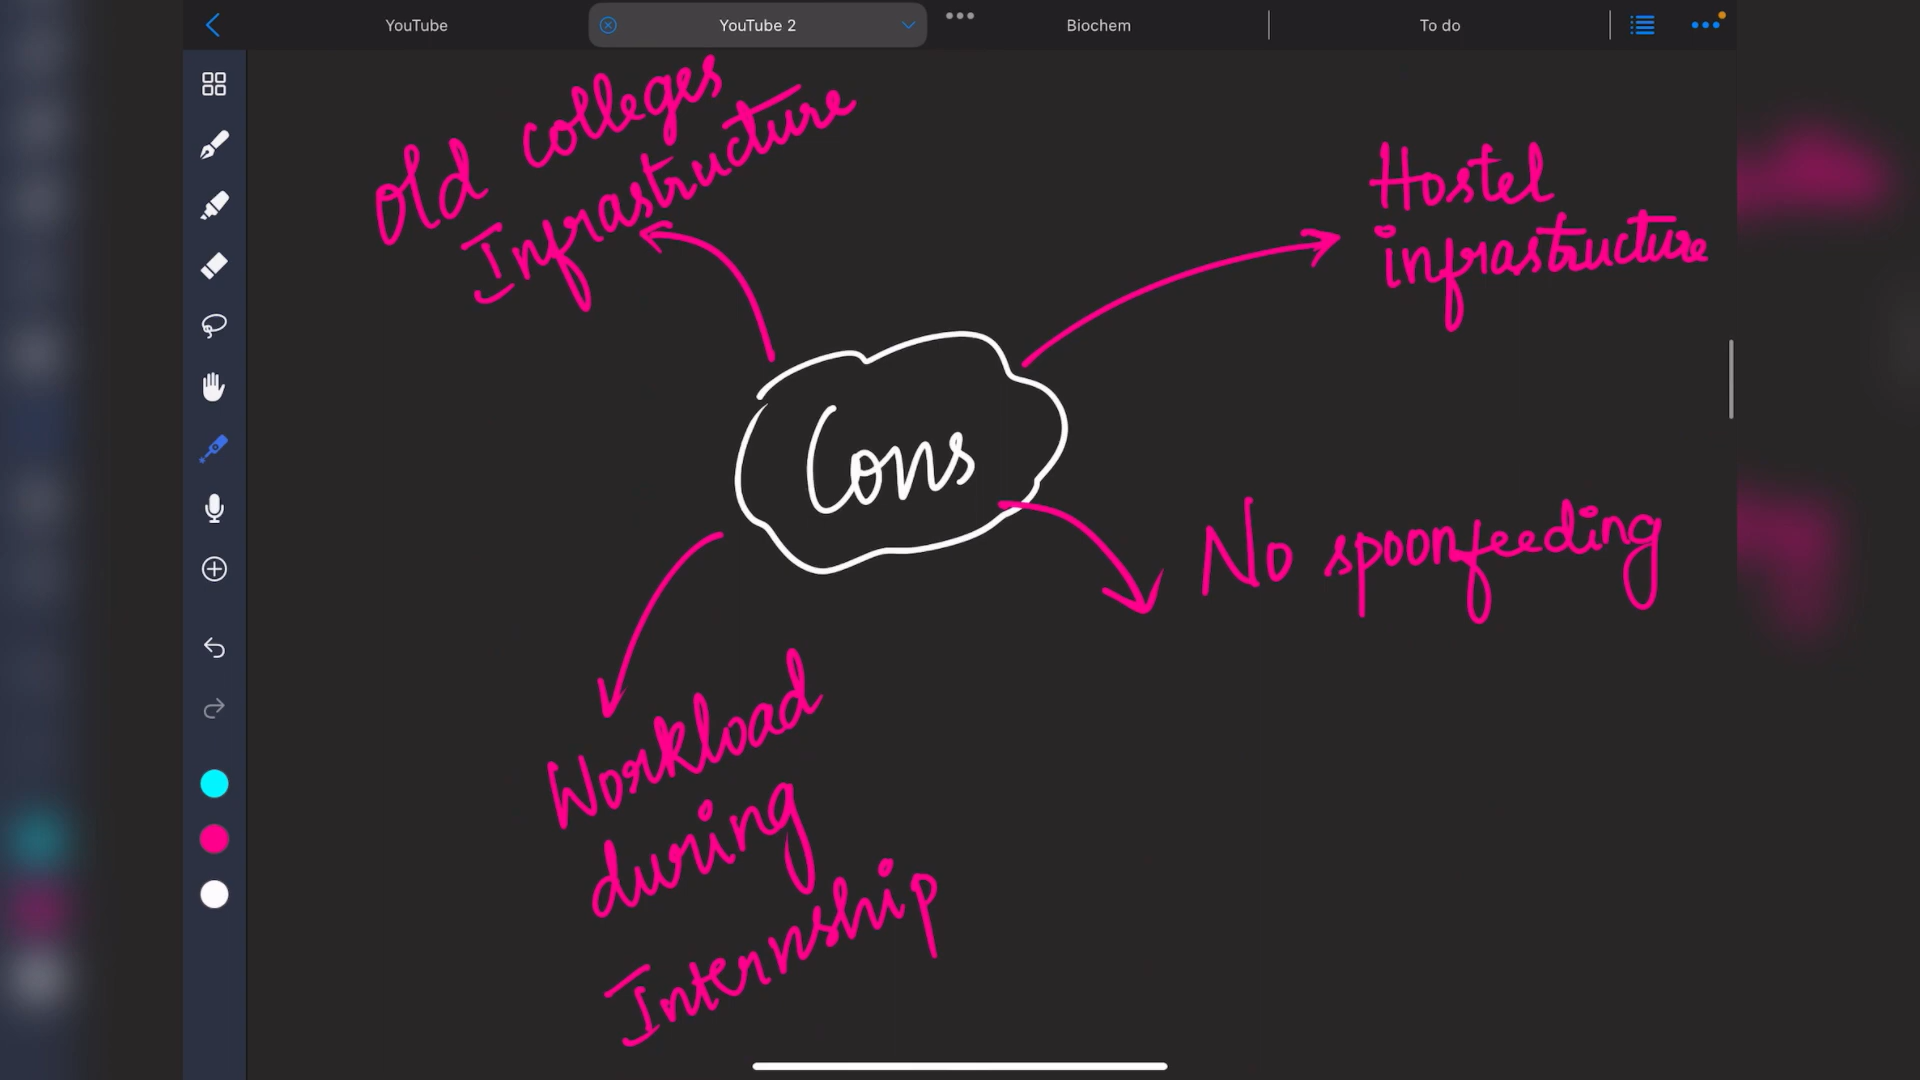 YouTube
YouTube 2
Biochem
To do
Old colleges
Infrastructure
Hostel
infrastructure
Cons
No spoonfeeding
Workload
during
Internship